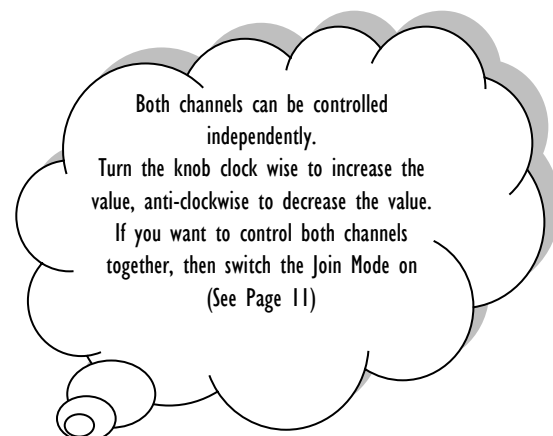 Both channels can be controlled
independently.
Turn the knob clock wise to increase the
value, anti-clockwise to decrease the value.
If you want to control both channels
together, then switch the Join Mode on
(See Page 11)